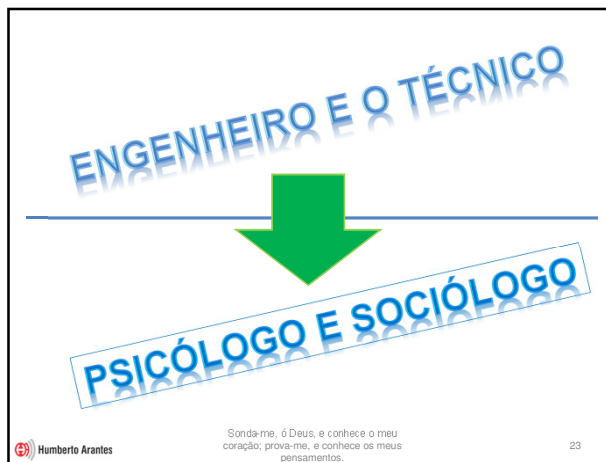 ENGENHEIRO E O TÉCNICO
PSICÓLOGO E SOCIÓLOGO
Humberto Arantes
Sonda-me, ó Deus, e conhece o meu
coração; prova-me, e conhece os meus
pensamentos.
23